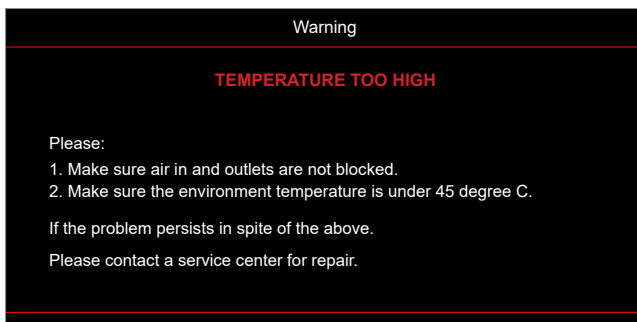 Warning
TEMPERATURE TOO HIGH
Please:
1. Make sure air in and outlets are not blocked.
2. Make sure the environment temperature is under 45 degree C.
If the problem persists in spite of the above.
Please contact a service center for repair.